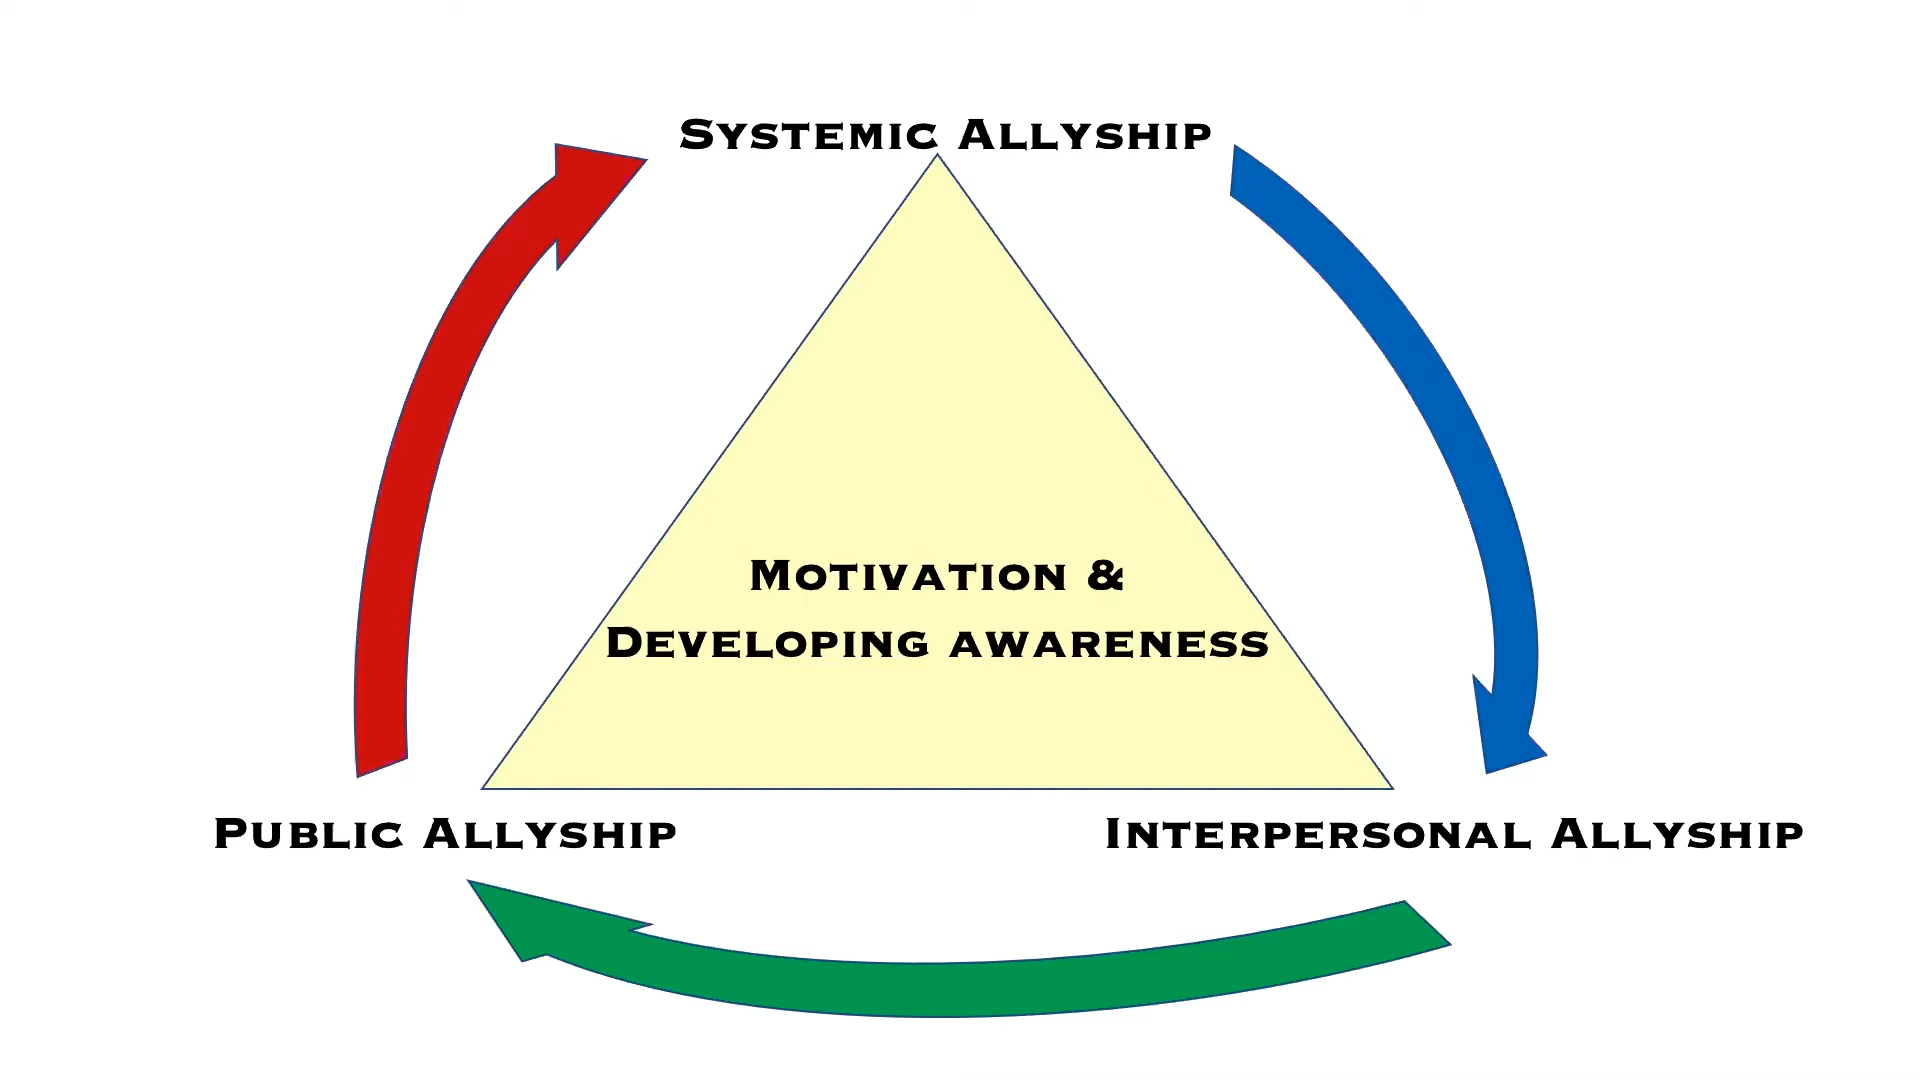 Systemic Allyship
Motivation &
Developing awareness
Public Allyship
Interpersonal Allyship